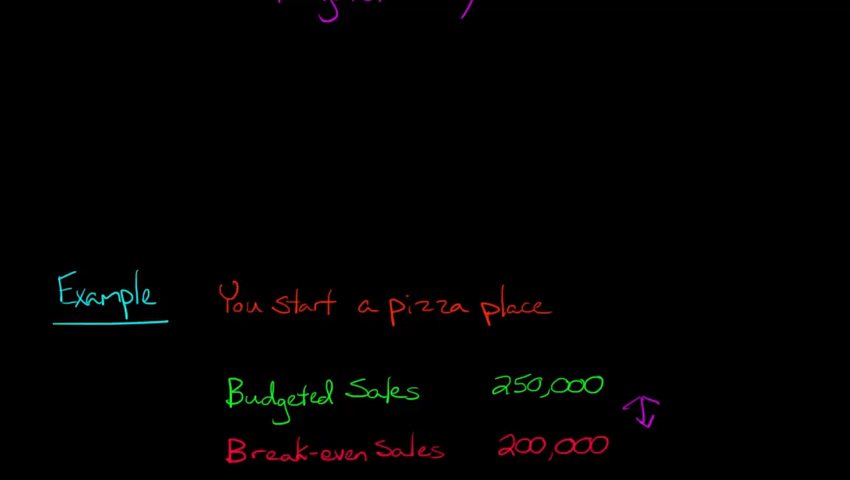 Example
You start a pizza place
Budgeted Sales 250,000
Break-even Sales 200,000